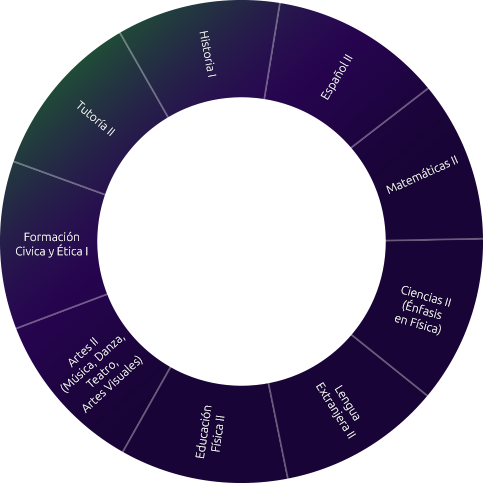 Historia I
Español II
Matemáticas II
Ciencias II
(Énfasis
en Física)
Lengua
Extranjera II
Educación
Física II
Artes II
(Música, Danza,
Teatro,
Artes Visuales)
Formación
Civica y Ética I
Tutoría II